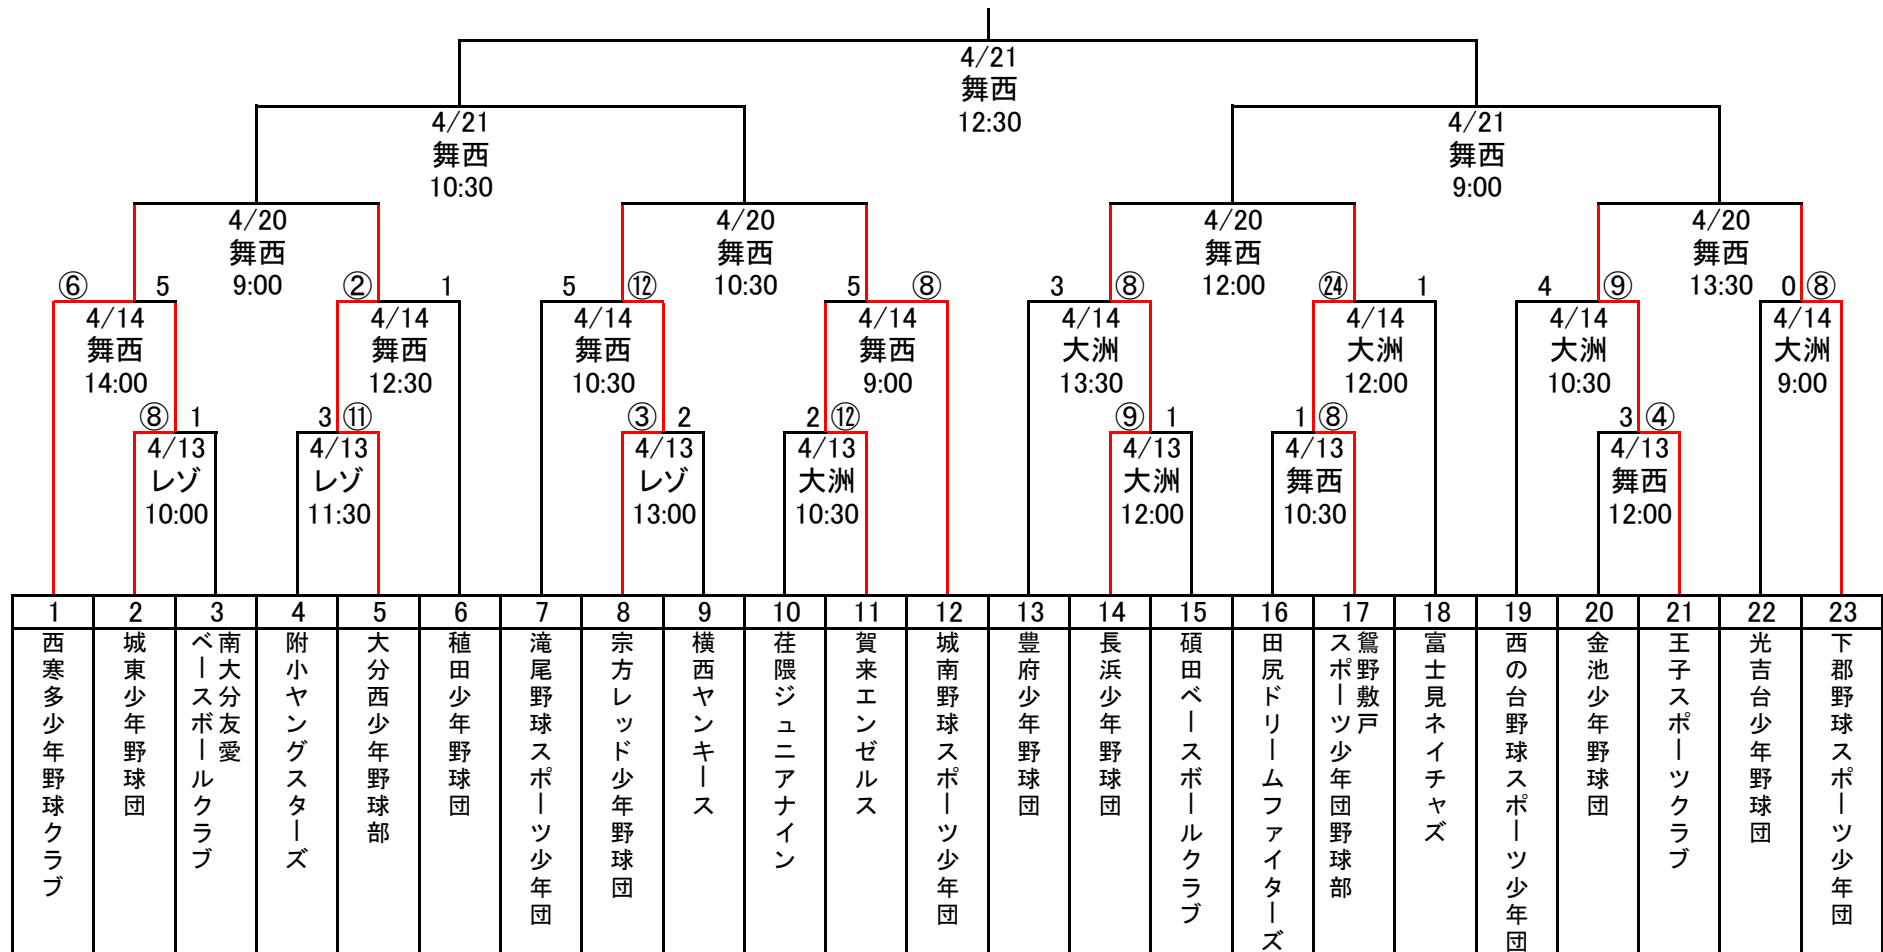 4/21
舞西
12:30
4/21
舞西
10:30
4/21
舞西
9:00
4/20
舞西
9:00
4/20
舞西
10:30
4/20
舞西
12:00
4/20
舞西
13:30
⑥ 5
4/14
舞西
14:00
② 1
4/14
舞西
12:30
5 ⑫
4/14
舞西
10:30
5 ⑧
4/14
舞西
9:00
3 ⑧
4/14
大洲
13:30
㉔ 1
4/14
大洲
12:00
4 ⑨
4/14
大洲
10:30
0 ⑧
4/14
大洲
9:00
⑧ 1
4/13
レゾ
10:00
3 ⑪
4/13
レゾ
11:30
③ 2
4/13
レゾ
13:00
2 ⑫
4/13
大洲
10:30
⑨ 1
4/13
大洲
12:00
1 ⑧
4/13
舞西
10:30
3 ④
4/13
舞西
12:00
1 2 3 4 5 6 7 8 9 10 11 12 13 14 15 16 17 18 19 20 21 22 23
西寒多少年野球クラブ
城東少年野球団
南大分友愛
ベースボールクラブ
附小ヤングスターズ
大分西少年野球部
稙田少年野球団
滝尾野球スポーツ少年団
宗方レッド少年野球団
横西ヤンキース
荏隈ジュニアナイン
賀来エンゼルス
城南野球スポーツ少年団
豊府少年野球団
長浜少年野球団
碩田ベースボールクラブ
田尻ドリームファイターズ
鴛野敷戸
スポーツ少年団野球部
富士見ネイチャズ
西の台野球スポーツ少年団
金池少年野球団
王子スポーツクラブ
光吉台少年野球団
下郡野球スポーツ少年団